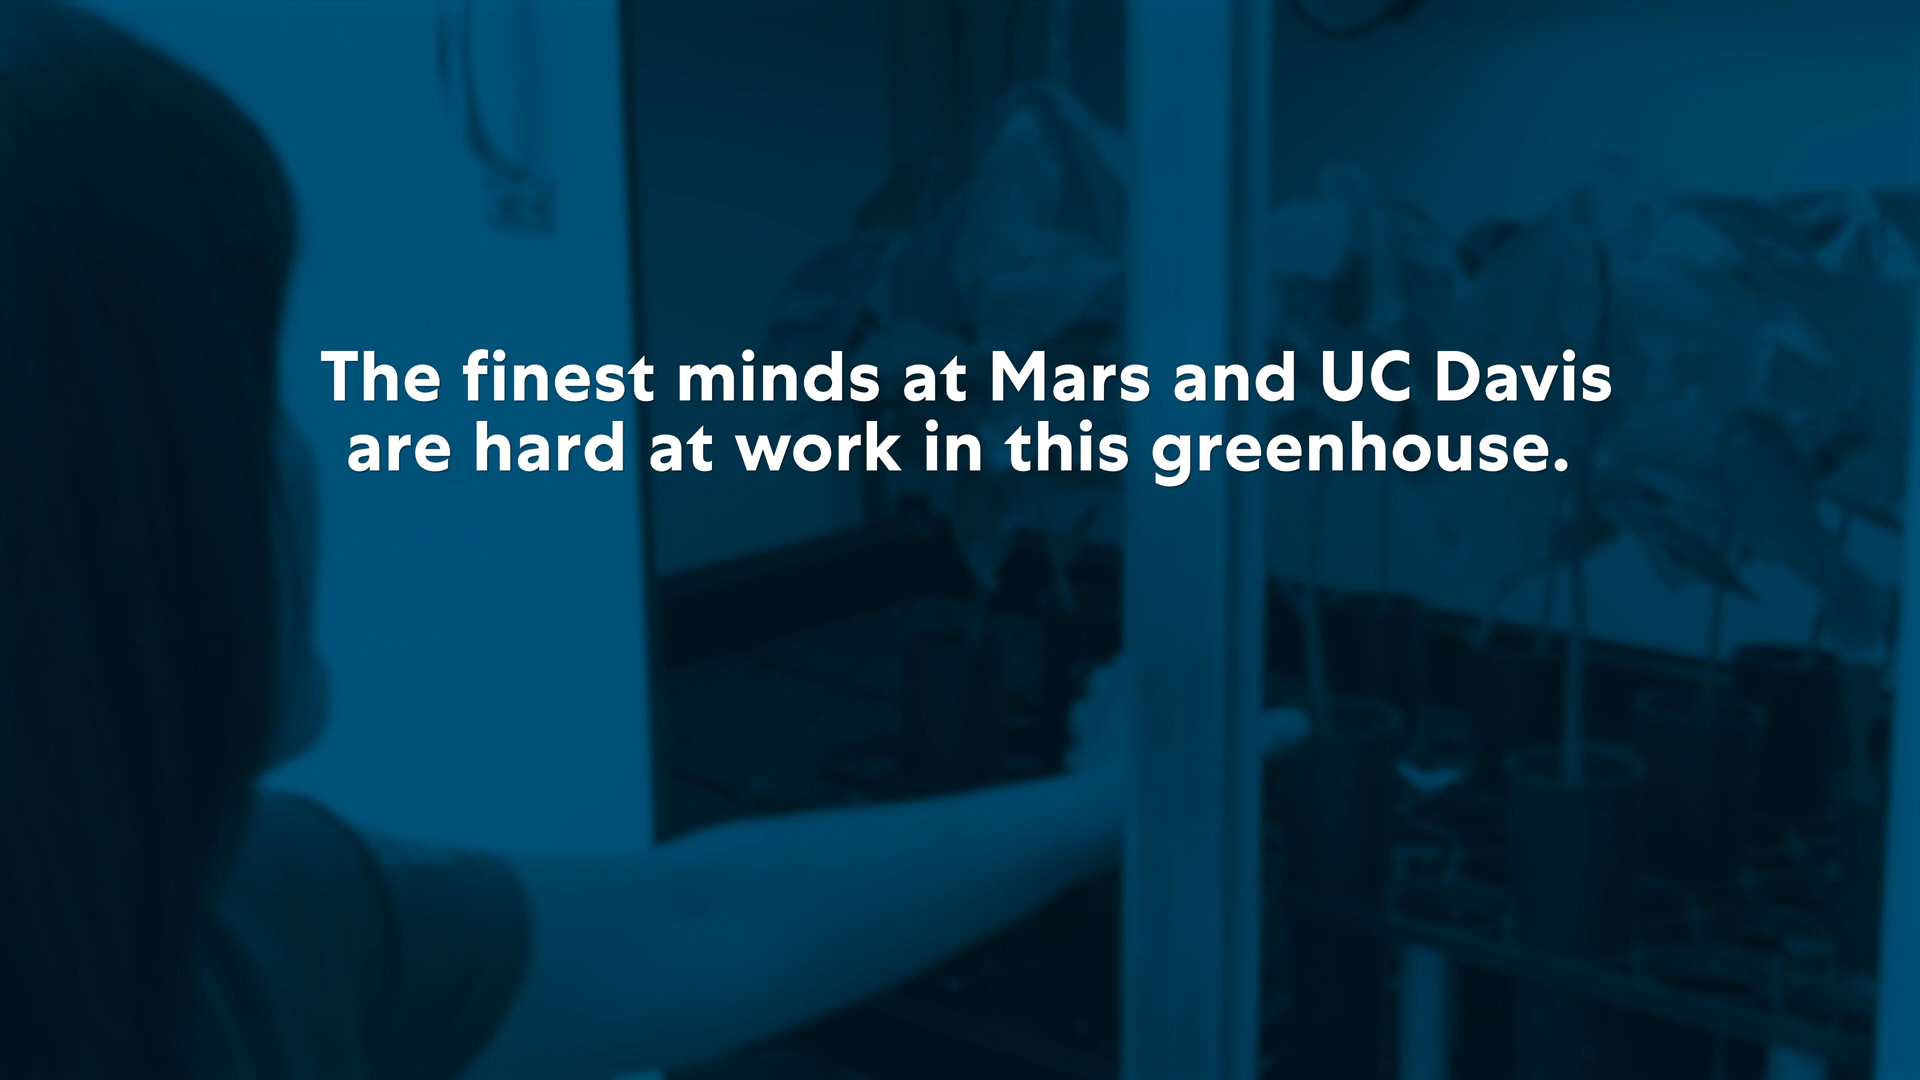 The finest minds at Mars and UC Davis
are hard at work in this greenhouse.